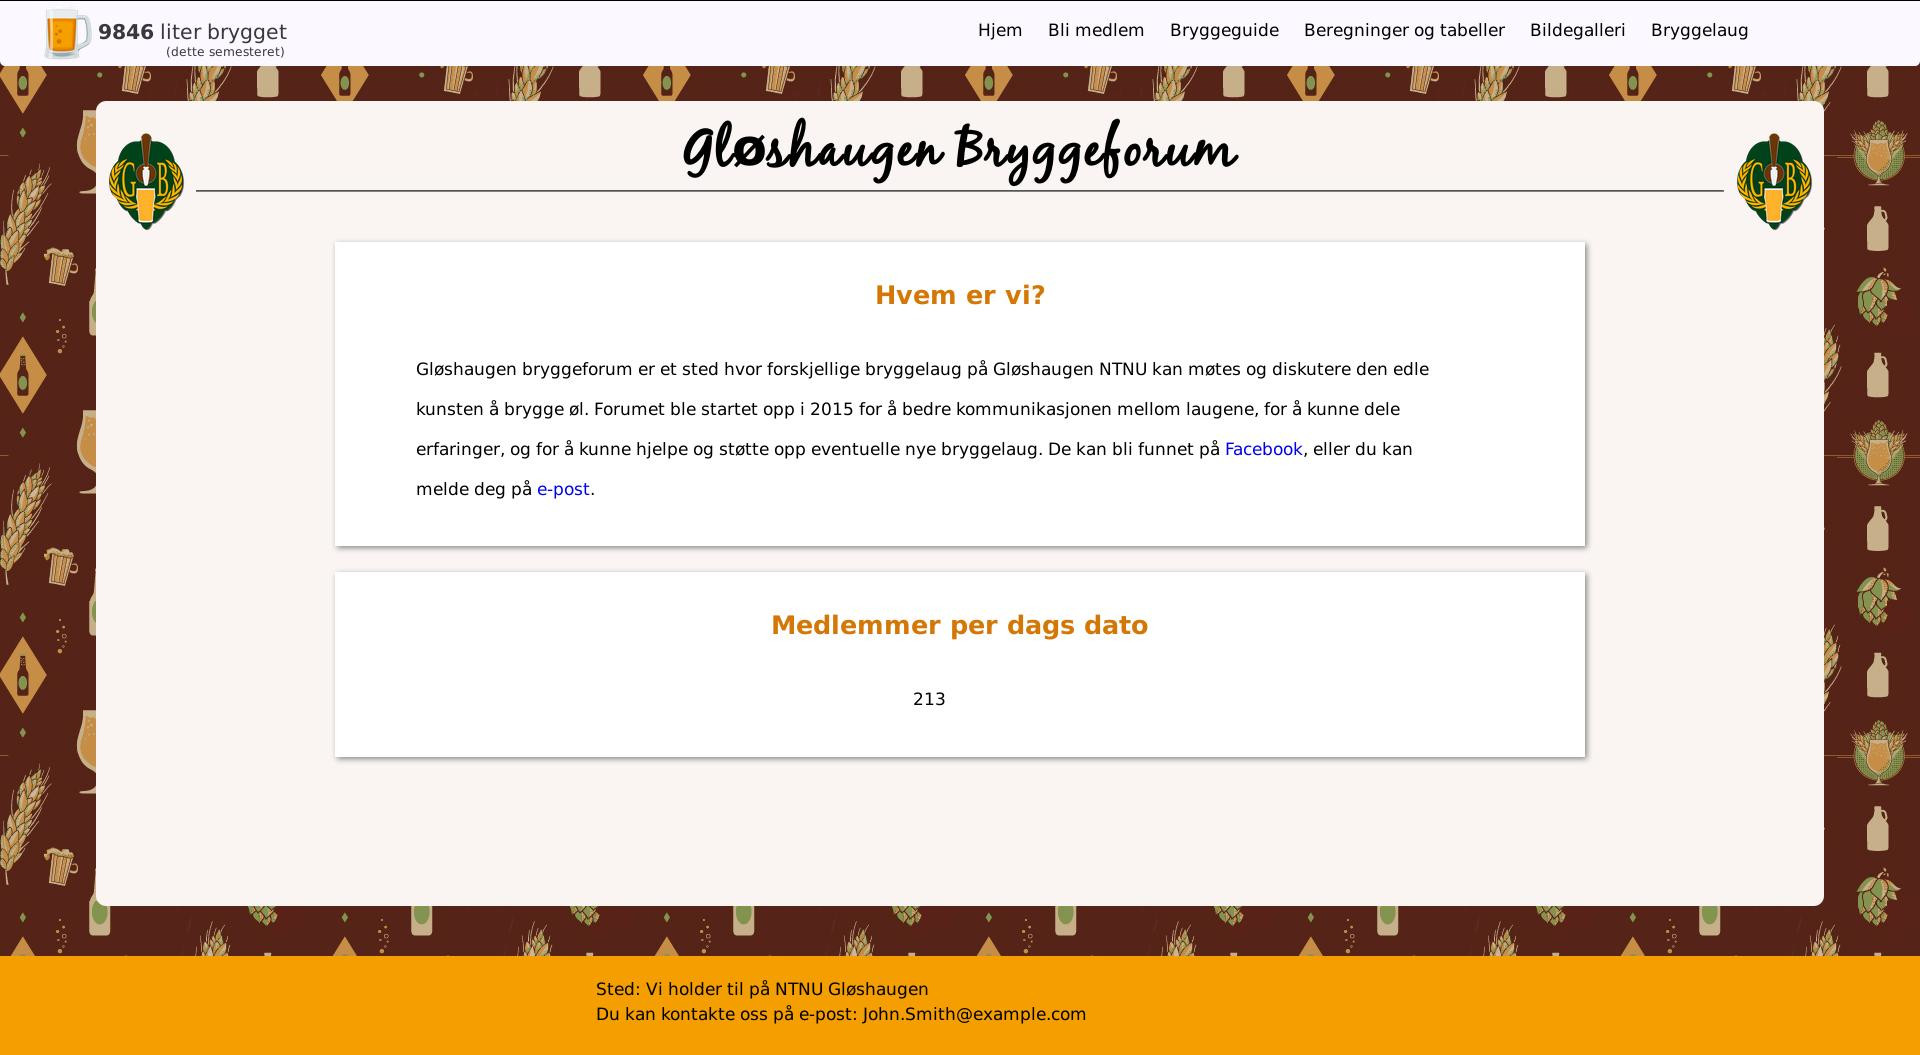 9846 liter brygget
(dette semesteret)
Hjem Bli medlem Bryggeguide Beregninger og tabeller Bildegalleri Bryggelaug
Gløshaugen Bryggeforum
G B
G B
Hvem er vi?
Gløshaugen bryggeforum er et sted hvor forskjellige bryggelaug på Gløshaugen NTNU kan møtes og diskutere den edle
kunsten å brygge øl. Forumet ble startet opp i 2015 for å bedre kommunikasjonen mellom laugene, for å kunne dele
erfaringer, og for å kunne hjelpe og støtte opp eventuelle nye bryggelaug. De kan bli funnet på Facebook, eller du kan
melde deg på e-post.
Medlemmer per dags dato
213
Sted: Vi holder til på NTNU Gløshaugen
Du kan kontakte oss på e-post: John.Smith@example.com